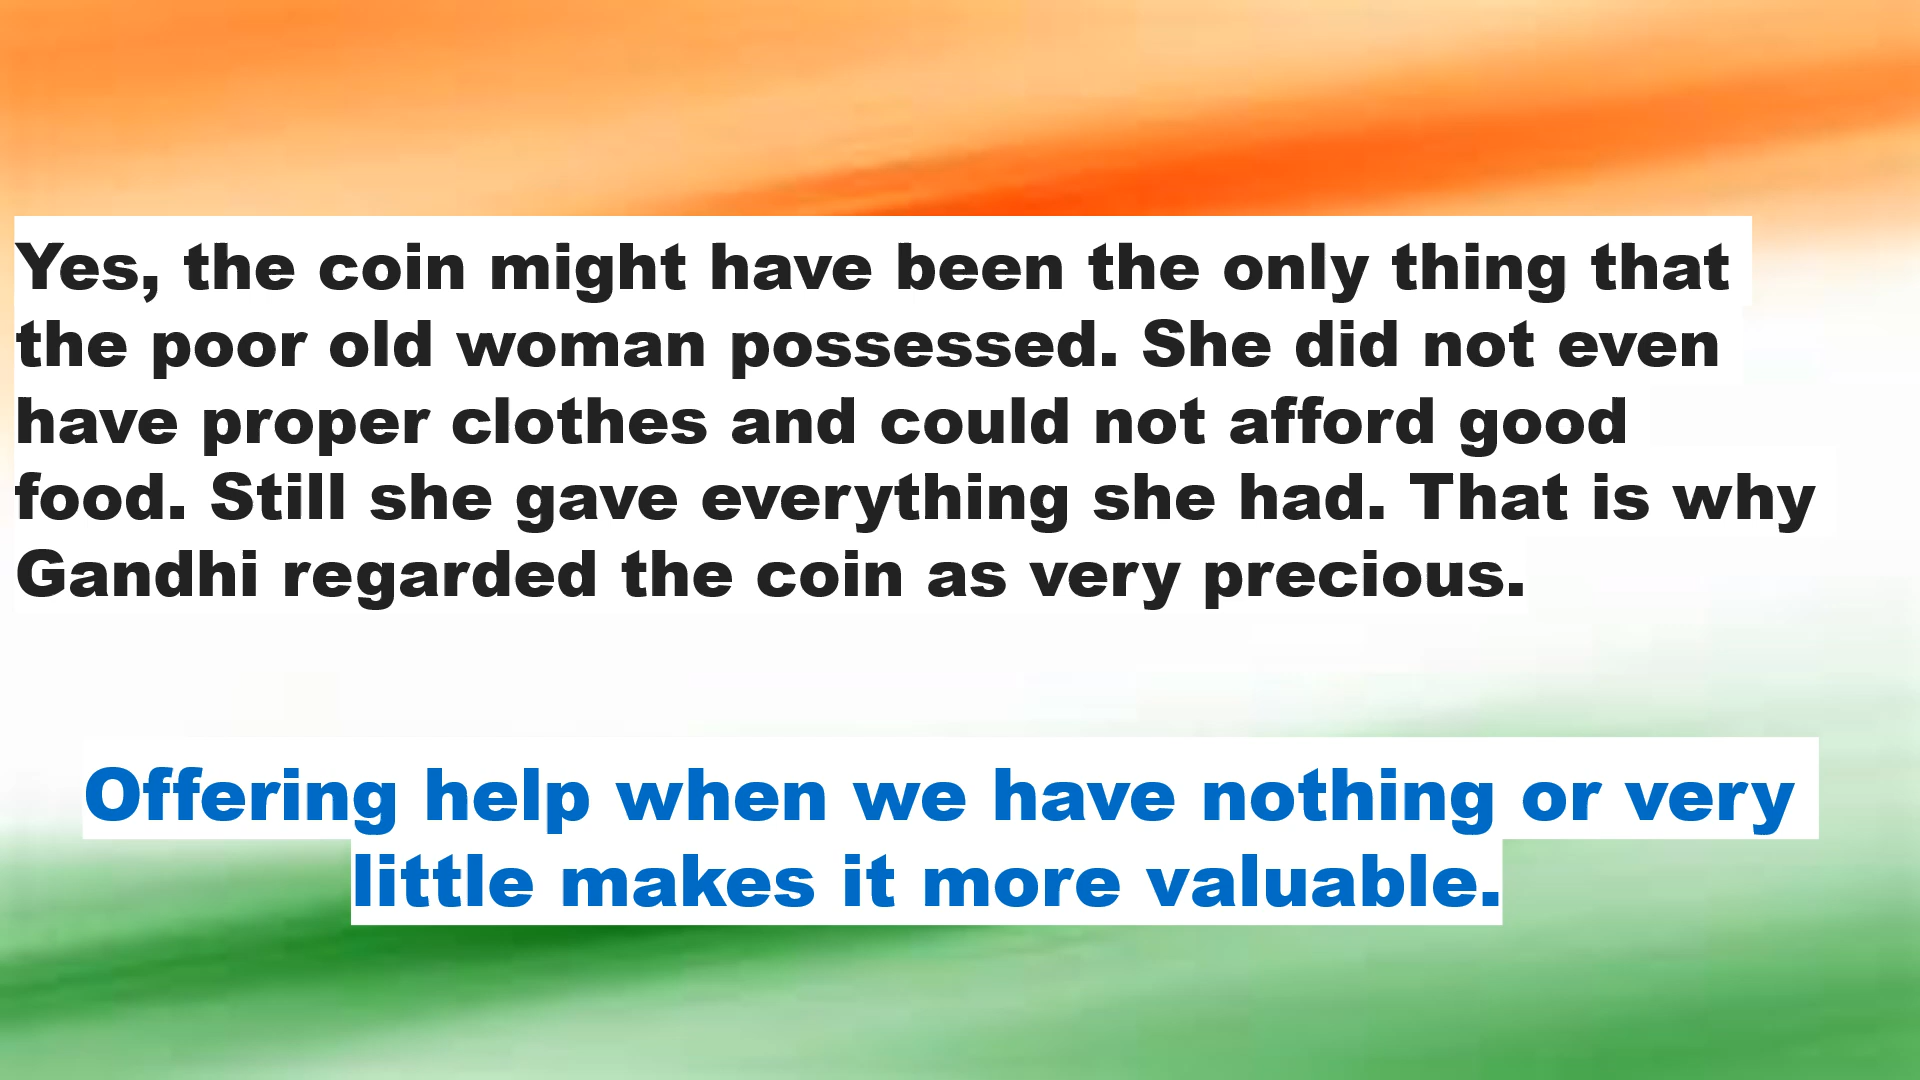 Yes, the coin might have been the only thing that
the poor old woman possessed. She did not even
have proper clothes and could not afford good
food. Still she gave everything she had. That is why
Gandhi regarded the coin as very precious.
Offering help when we have nothing or very
little makes it more valuable.